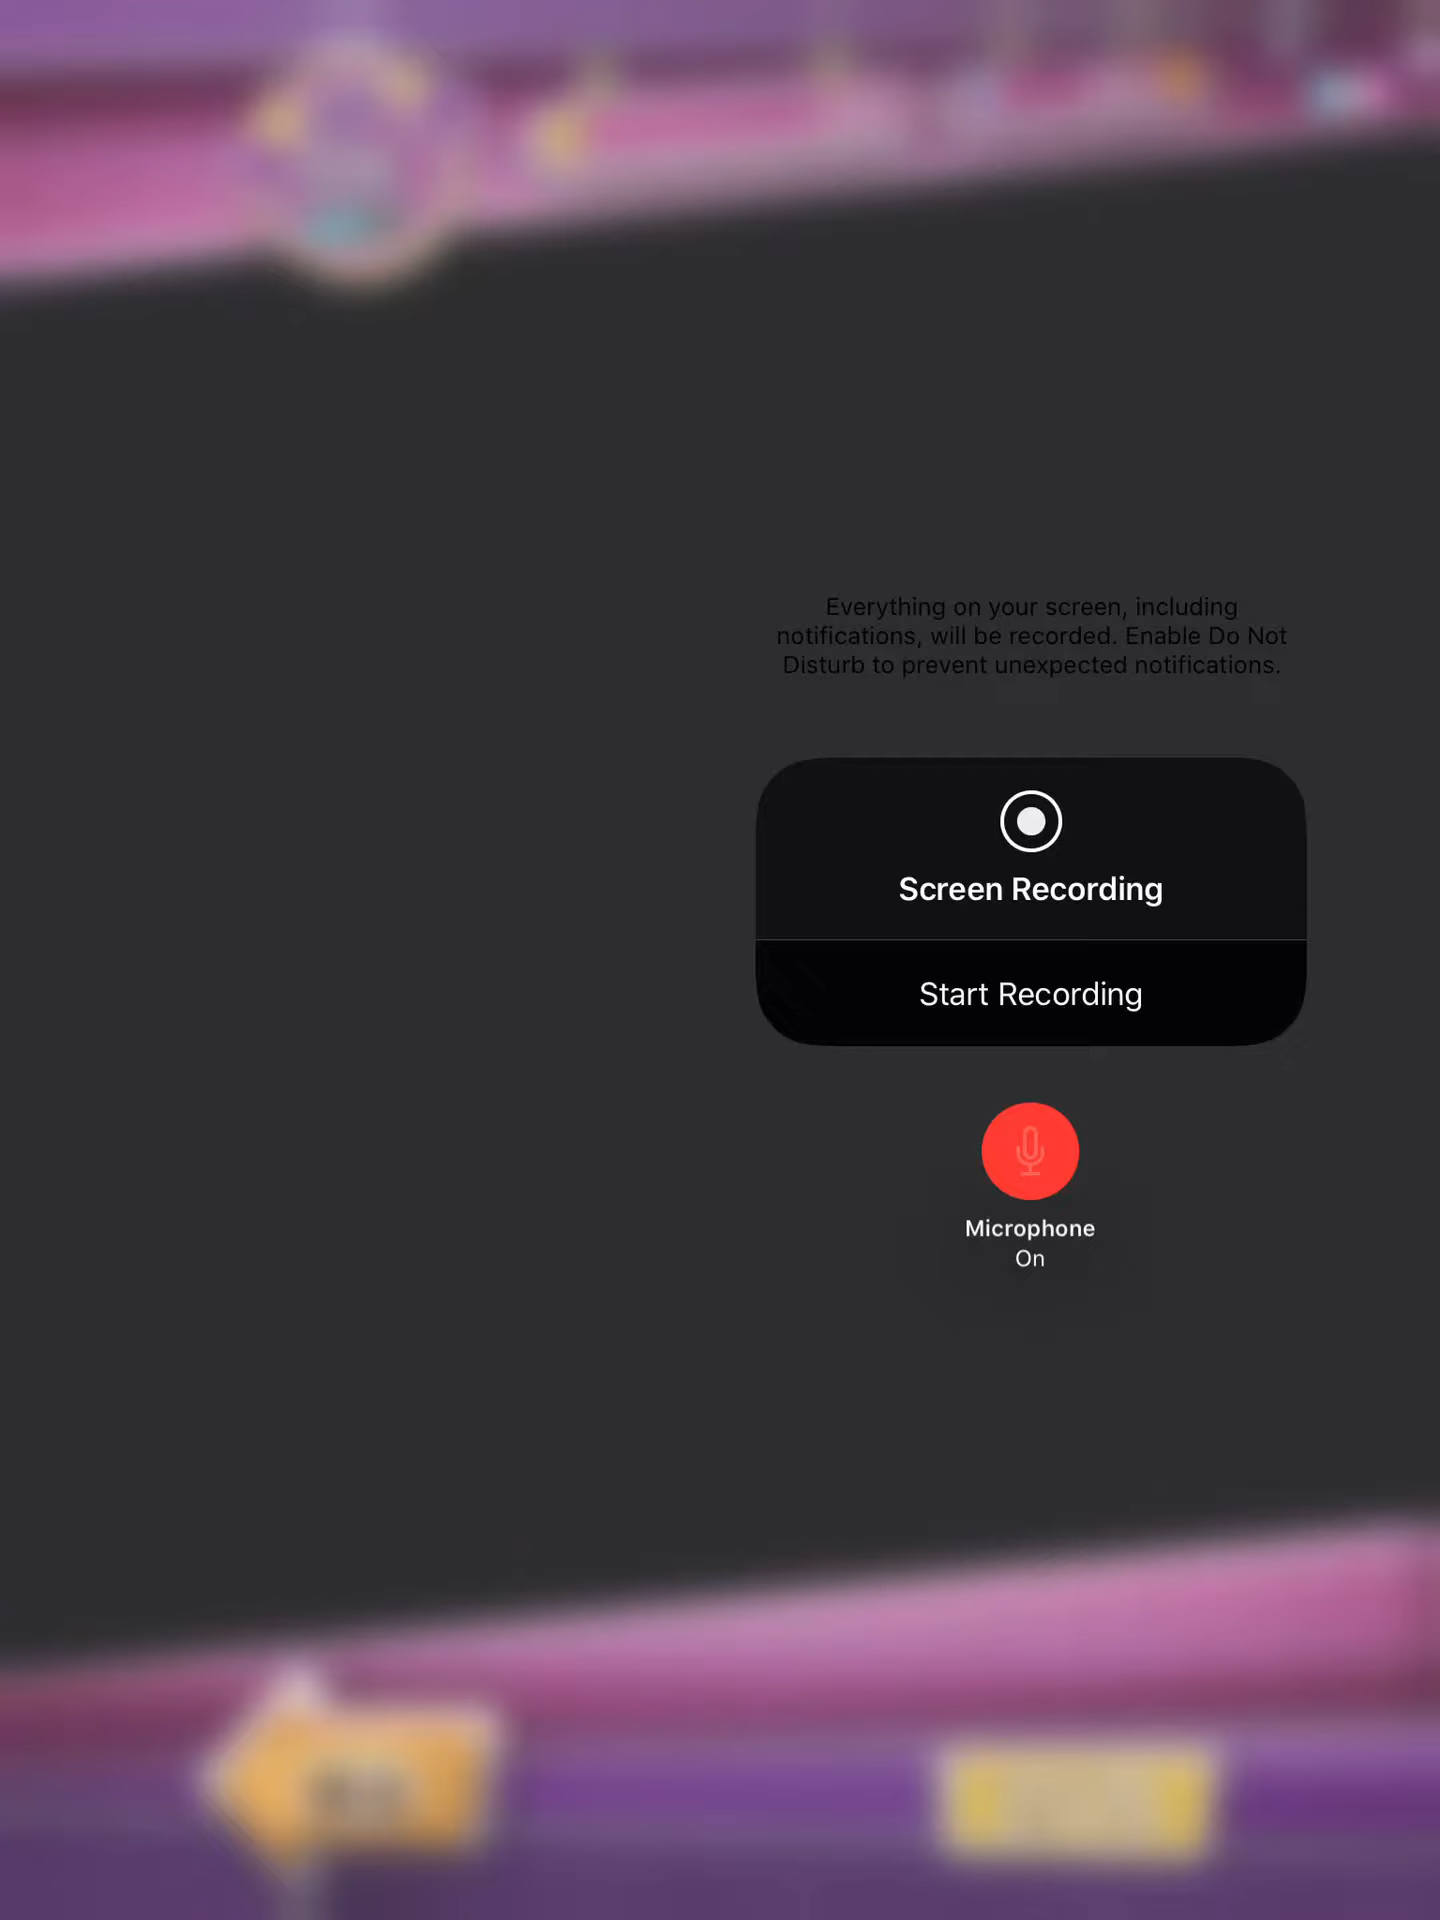 Everything on your screen, including
notifications, will be recorded. Enable Do Not
Disturb to prevent unexpected notifications.
Screen Recording
Start Recording
Microphone
On